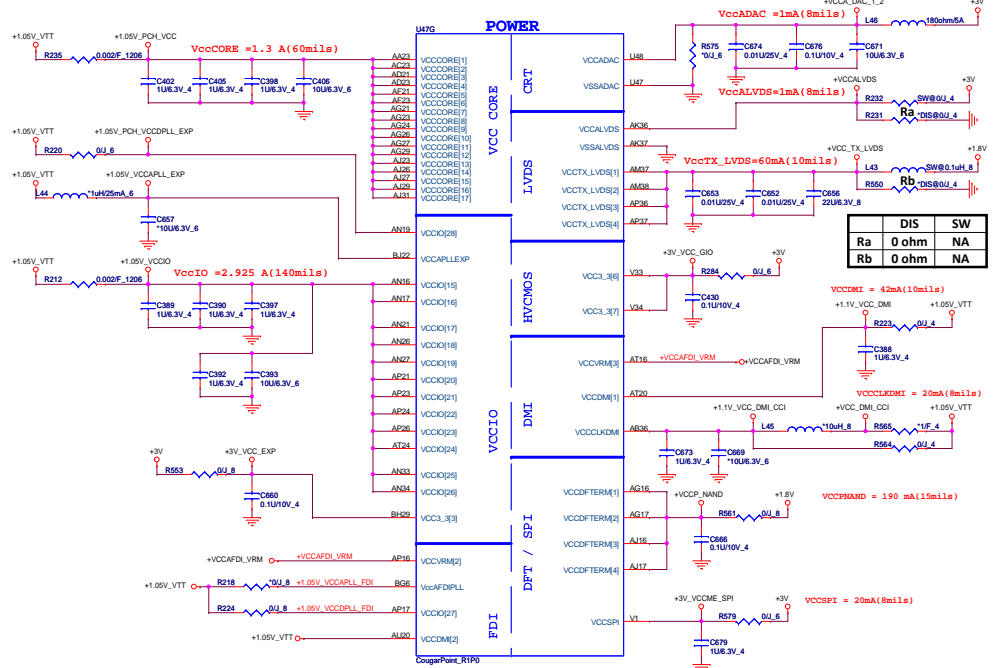 POWER
U47G
+1.05V_VTT
+1.05V_PCH_VCC
VccCORE =1.3 A(60mils)
R235
0.002/F_1206
C402
1U/6.3V_4
C405
1U/6.3V_4
C398
1U/6.3V_4
C406
10U/6.3V_6
AA23
AC23
AD21
AD23
AF21
AF23
AG21
AG23
AG24
AG26
AG27
AG29
AJ23
AJ26
AJ27
AJ29
AJ31
VCCCORE[1]
VCCCORE[2]
VCCCORE[3]
VCCCORE[4]
VCCCORE[5]
VCCCORE[6]
VCCCORE[7]
VCCCORE[8]
VCCCORE[9]
VCCCORE[10]
VCCCORE[11]
VCCCORE[12]
VCCCORE[13]
VCCCORE[14]
VCCCORE[15]
VCCCORE[16]
VCCCORE[17]
VCC CORE
+1.05V_VTT
+1.05V_PCH_VCCDPLL_EXP
R220
0/J_6
+1.05V_VTT
+1.05V_VCCAPLL_EXP
L44
*1uH/25mA_6
C657
*10U/6.3V_6
AN19
VCCIO[28]
BJ22
VCCAPLLEXP
+1.05V_VTT
+1.05V_VCCIO
VccIO =2.925 A(140mils)
R212
0.002/F_1206
C389
1U/6.3V_4
C390
1U/6.3V_4
C397
1U/6.3V_4
C392
1U/6.3V_4
C393
10U/6.3V_6
AN16
VCCIO[15]
AN17
VCCIO[16]
AN21
VCCIO[17]
AN26
VCCIO[18]
AN27
VCCIO[19]
AP21
VCCIO[20]
AP23
VCCIO[21]
AP24
VCCIO[22]
AP26
VCCIO[23]
AT24
VCCIO[24]
AN33
VCCIO[25]
AN34
VCCIO[26]
VCCIO
+3V
+3V_VCC_EXP
R553
0/J_8
C660
0.1U/10V_4
BH29
VCC3_3[3]
+VCCAFDI_VRM
+VCCAFDI_VRM
AP16
VCCVRM[2]
+1.05V_VTT
R218
*0/J_8
+1.05V_VCCAPLL_FDI
BG6
VccAFDIPLL
R224
0/J_8
+1.05V_VCCDPLL_FDI
AP17
VCCIO[27]
+1.05V_VTT
AU20
VCCDMI[2]
FDI
CougarPoint_R1P0
CRT
LVDS
HVCMOS
DMI
DFT / SPI
+VCCA_DAC_1_2
+3V
VccADAC =1mA(8mils)
L46
180ohm/5A
R575
*0/J_6
C674
0.01U/25V_4
C676
0.1U/10V_4
C671
10U/6.3V_6
VCCADAC
U48
VSSADAC
U47
+VCCALVDS
+3V
VccALVDS=1mA(8mils)
R232
SW@0/J_4
Ra
R231
*DIS@0/J_4
VCCALVDS
AK36
VSSALVDS
AK37
+VCC_TX_LVDS
+1.8V
VccTX_LVDS=60mA(10mils)
L43
SW@0.1uH_8
Rb
R550
*DIS@0/J_4
C653
0.01U/25V_4
C652
0.01U/25V_4
C656
22U/6.3V_8
VCCTX_LVDS[1]
AM37
VCCTX_LVDS[2]
AM38
VCCTX_LVDS[3]
AP36
VCCTX_LVDS[4]
AP37
DIS SW
Ra 0 ohm NA
Rb 0 ohm NA
+3V_VCC_GIO
+3V
R284
0/J_6
C430
0.1U/10V_4
VCC3_3[6]
V33
VCC3_3[7]
V34
VCCDMI = 42mA(10mils)
+1.1V_VCC_DMI
+1.05V_VTT
R223
0/J_4
C388
1U/6.3V_4
VCCVRM[3]
AT16
+VCCAFDI_VRM
+VCCAFDI_VRM
VCCDMI[1]
AT20
VCCCLKDMI = 20mA(8mils)
+1.1V_VCC_DMI_CCI
+VCC_DMI_CCI
+1.05V_VTT
L45
*10uH_8
R565
*1/F_4
R564
0/J_4
VCCCLKDMI
AB36
C673
1U/6.3V_4
C669
*10U/6.3V_6
VCCPNAND = 190 mA(15mils)
+VCCP_NAND
+1.8V
R561
0/J_8
C666
0.1U/10V_4
VCCDFTERM[1]
AG16
VCCDFTERM[2]
AG17
VCCDFTERM[3]
AJ16
VCCDFTERM[4]
AJ17
VCCSPI = 20mA(8mils)
+3V_VCCME_SPI
+3V
R579
0/J_6
VCCSPI
V1
C679
1U/6.3V_4